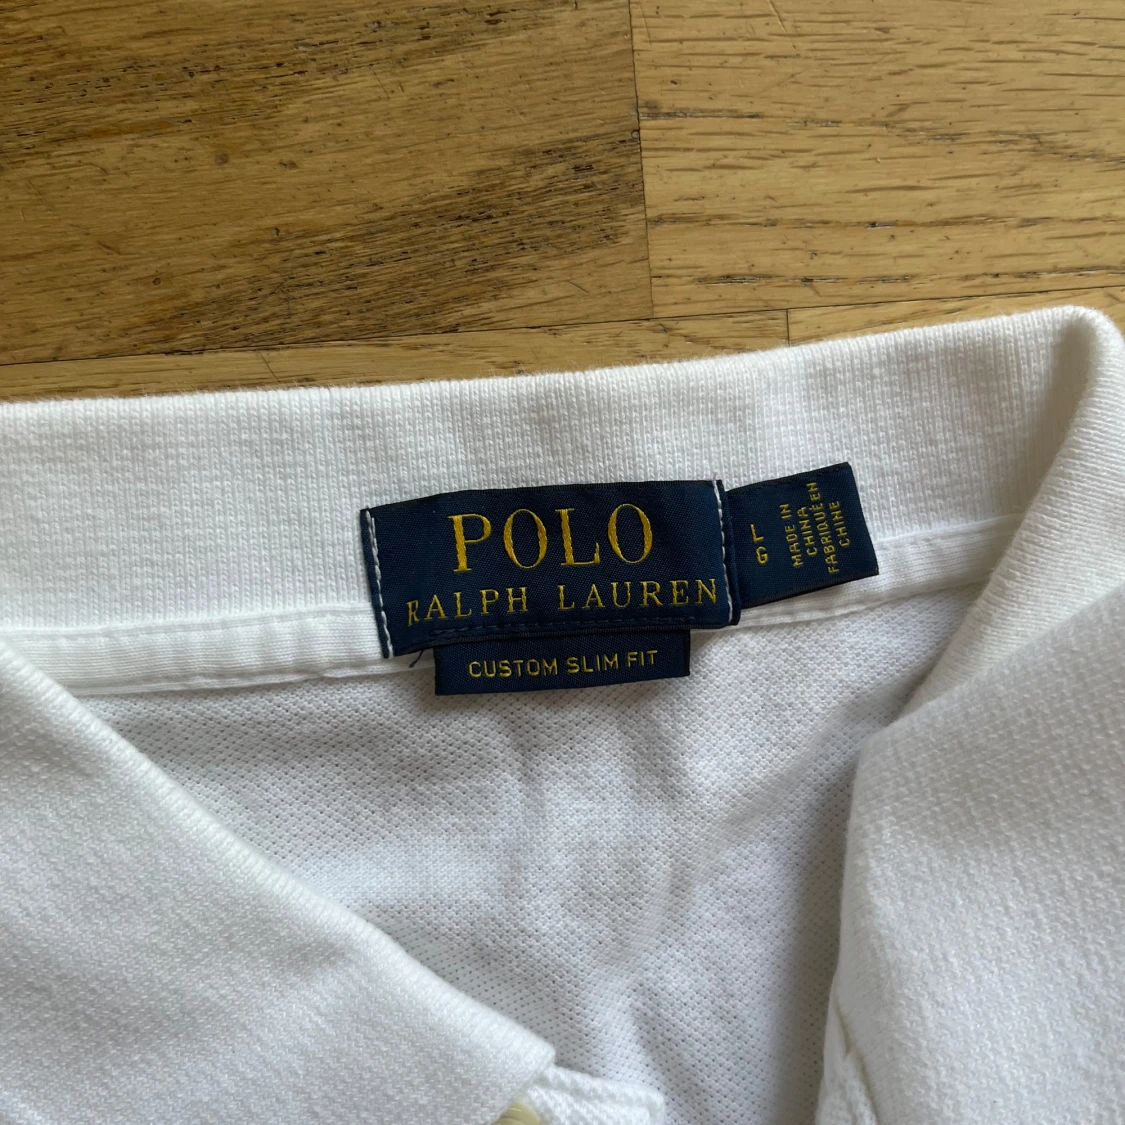 POLO
RALPH LAUREN
CUSTOM SLIM FIT
L
G
MADE IN
CHINA
FABRIQUÉ EN
CHINE